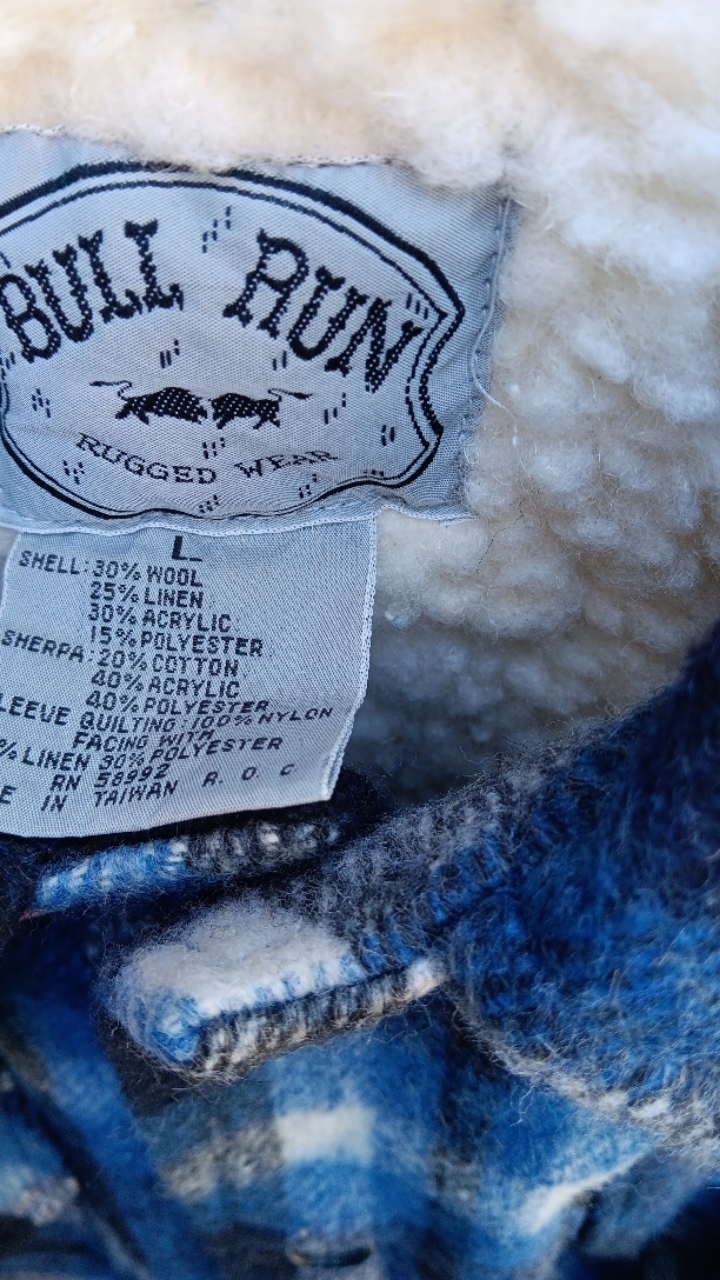 BULL RUN
RUGGED WEAR
L
SHELL: 30% WOOL
25% LINEN
30% ACRYLIC
15% POLYESTER
SHERPA: 20% COTTON
40% ACRYLIC
40% POLYESTER
LEEVE QUILTING: 100% NYLON
FACING WITH
% LINEN 30% POLYESTER
RN 58992
E IN TAIWAN R. O. C.